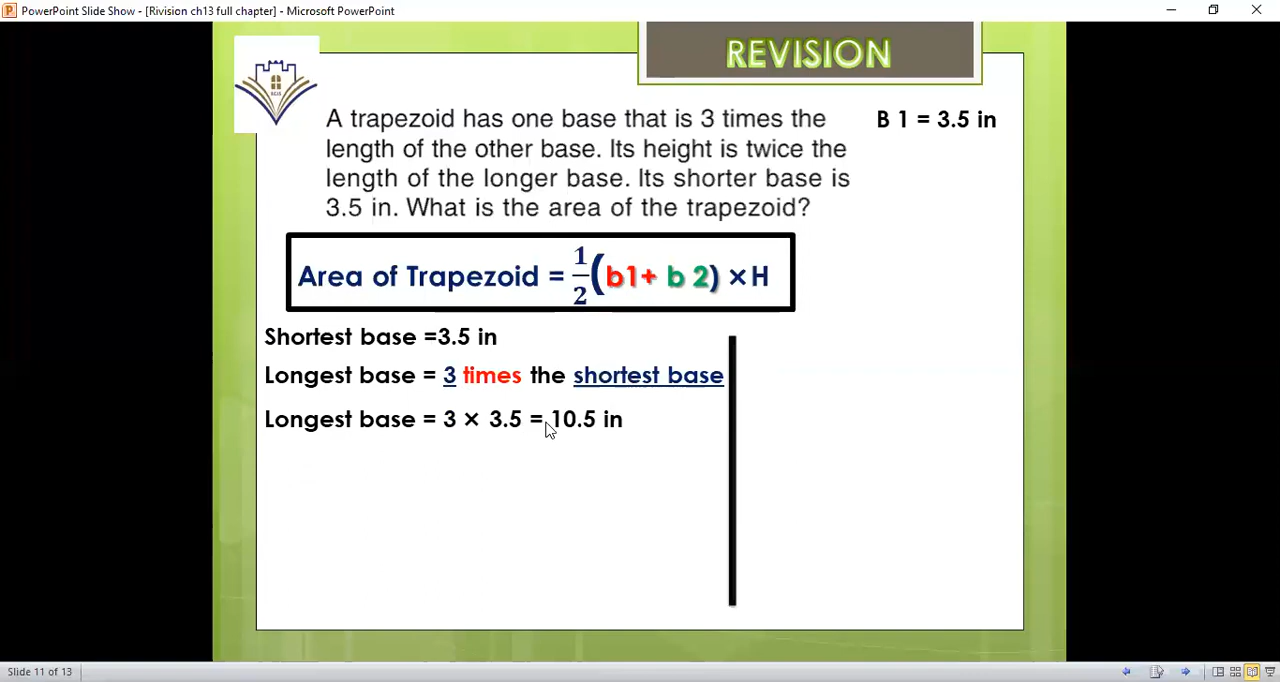 PowerPoint Slide Show - [Rivision ch13 full chapter] - Microsoft PowerPoint
REVISION
A trapezoid has one base that is 3 times the
length of the other base. Its height is twice the
length of the longer base. Its shorter base is
3.5 in. What is the area of the trapezoid?
B 1 = 3.5 in
Area of Trapezoid = 1/2 (b1+ b 2) ×H
Shortest base =3.5 in
Longest base = 3 times the shortest base
Longest base = 3 × 3.5 = 10.5 in
Slide 11 of 13